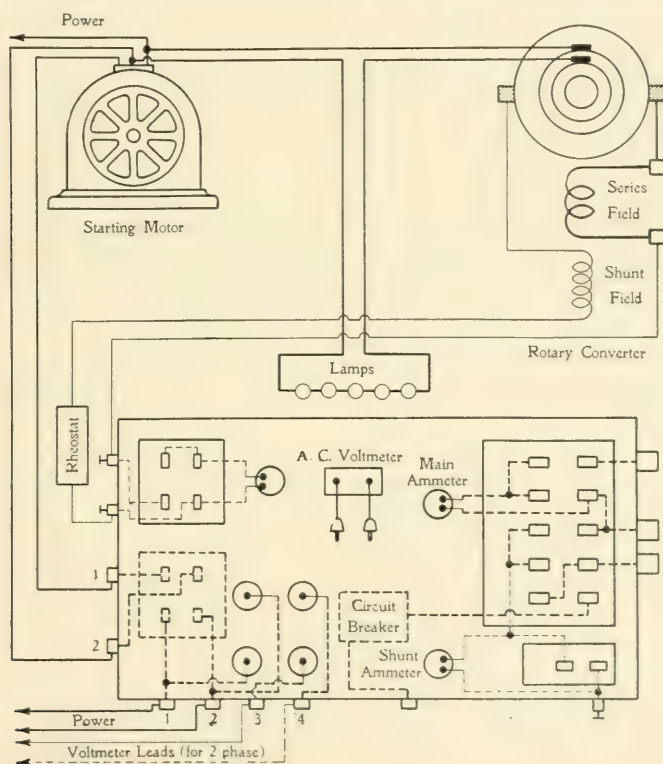 Power
Starting Motor
Series
Field
Shunt
Field
Rotary Converter
Lamps
Rheostat
A. C. Voltmeter
Main
Ammeter
1
2
Circuit
Breaker
Shunt
Ammeter
Power
1
2
3
4
Voltmeter Leads (for 2 phase)